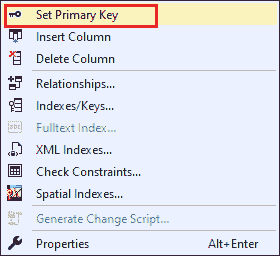 Set Primary Key
Insert Column
Delete Column
Relationships...
Indexes/Keys...
Fulltext Index...
XML Indexes...
Check Constraints...
Spatial Indexes...
Generate Change Script...
Properties Alt+Enter